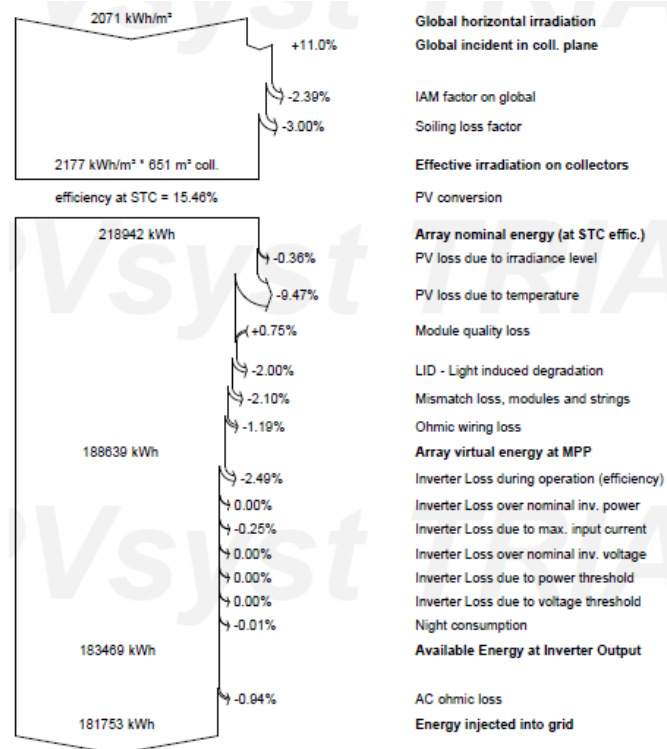 2071 kWh/m² Global horizontal irradiation
+11.0% Global incident in coll. plane
-2.39% IAM factor on global
-3.00% Soiling loss factor
2177 kWh/m² * 651 m² coll. Effective irradiation on collectors
efficiency at STC = 15.46% PV conversion
218942 kWh Array nominal energy (at STC effic.)
-0.36% PV loss due to irradiance level
-9.47% PV loss due to temperature
+0.75% Module quality loss
-2.00% LID - Light induced degradation
-2.10% Mismatch loss, modules and strings
-1.19% Ohmic wiring loss
188639 kWh Array virtual energy at MPP
-2.49% Inverter Loss during operation (efficiency)
0.00% Inverter Loss over nominal inv. power
-0.25% Inverter Loss due to max. input current
0.00% Inverter Loss over nominal inv. voltage
0.00% Inverter Loss due to power threshold
0.00% Inverter Loss due to voltage threshold
-0.01% Night consumption
183469 kWh Available Energy at Inverter Output
-0.94% AC ohmic loss
181753 kWh Energy injected into grid
PVsyst TRIA
PVsyst TRIA